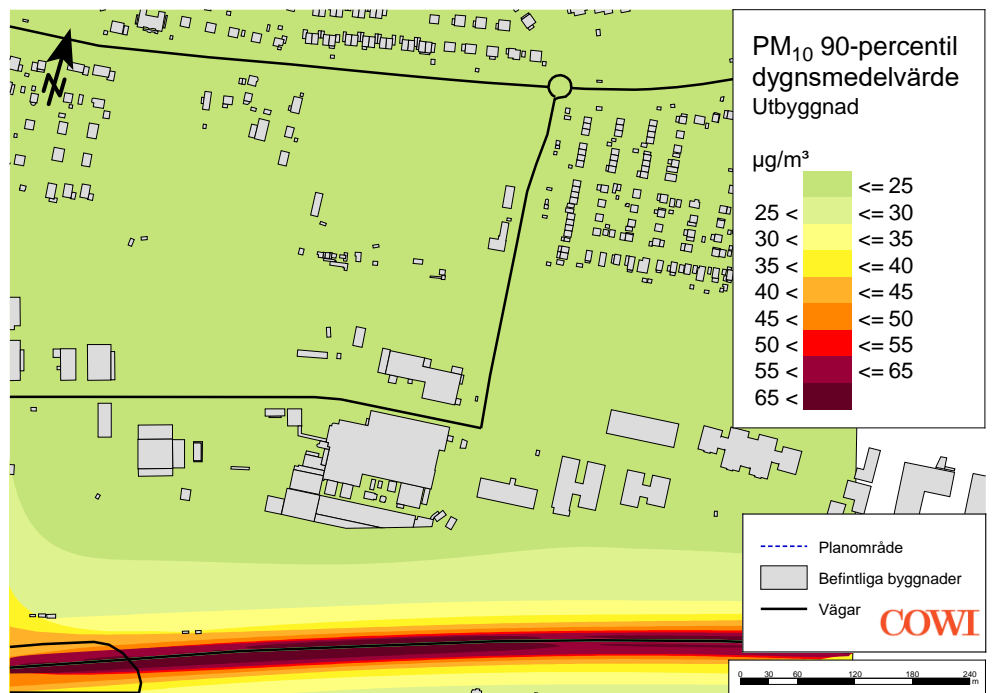 N
PM₁₀ 90-percentil
dygnsmedelvärde
Utbyggnad
µg/m³
<= 25
25 < <= 30
30 < <= 35
35 < <= 40
40 < <= 45
45 < <= 50
50 < <= 55
55 < <= 65
65 <
Planområde
Befintliga byggnader
Vägar
COWI
0 30 60 120 180 240
m